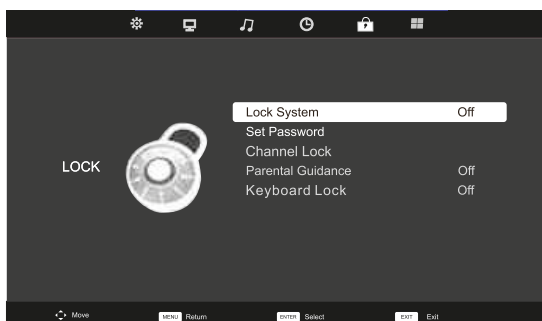 Lock System Off
Set Password
Channel Lock
LOCK
Parental Guidance Off
Keyboard Lock Off
Move MENU Return ENTER Select EXIT Exit